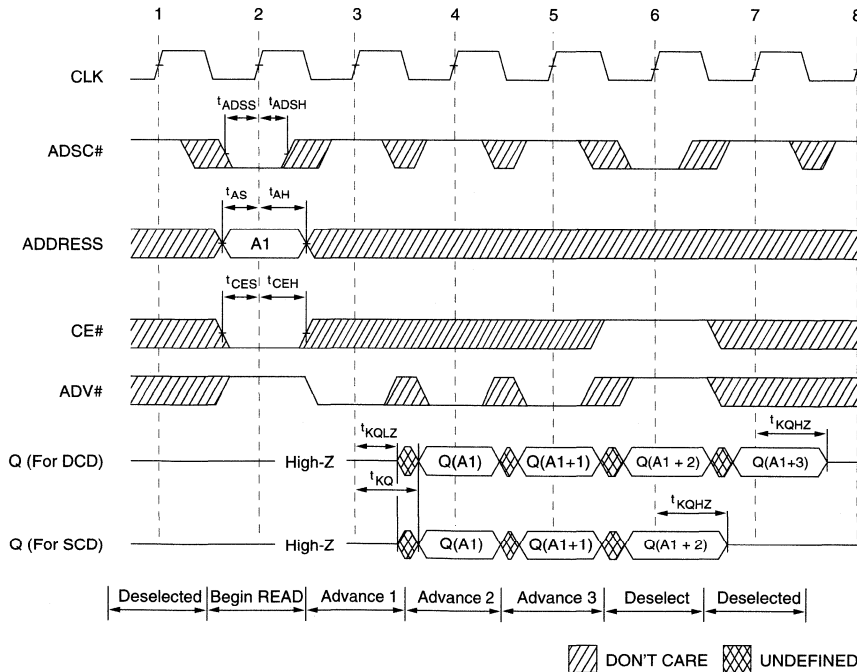 1 2 3 4 5 6 7 8
CLK
tADSS tADSH
ADSC#
tAS tAH
ADDRESS A1
tCES tCEH
CE#
ADV#
tKQLZ tKQHZ
Q (For DCD) High-Z Q(A1) Q(A1+1) Q(A1 + 2) Q(A1+3)
tKQ tKQHZ
Q (For SCD) High-Z Q(A1) Q(A1+1) Q(A1 + 2)
Deselected Begin READ Advance 1 Advance 2 Advance 3 Deselect Deselected
DON'T CARE UNDEFINED